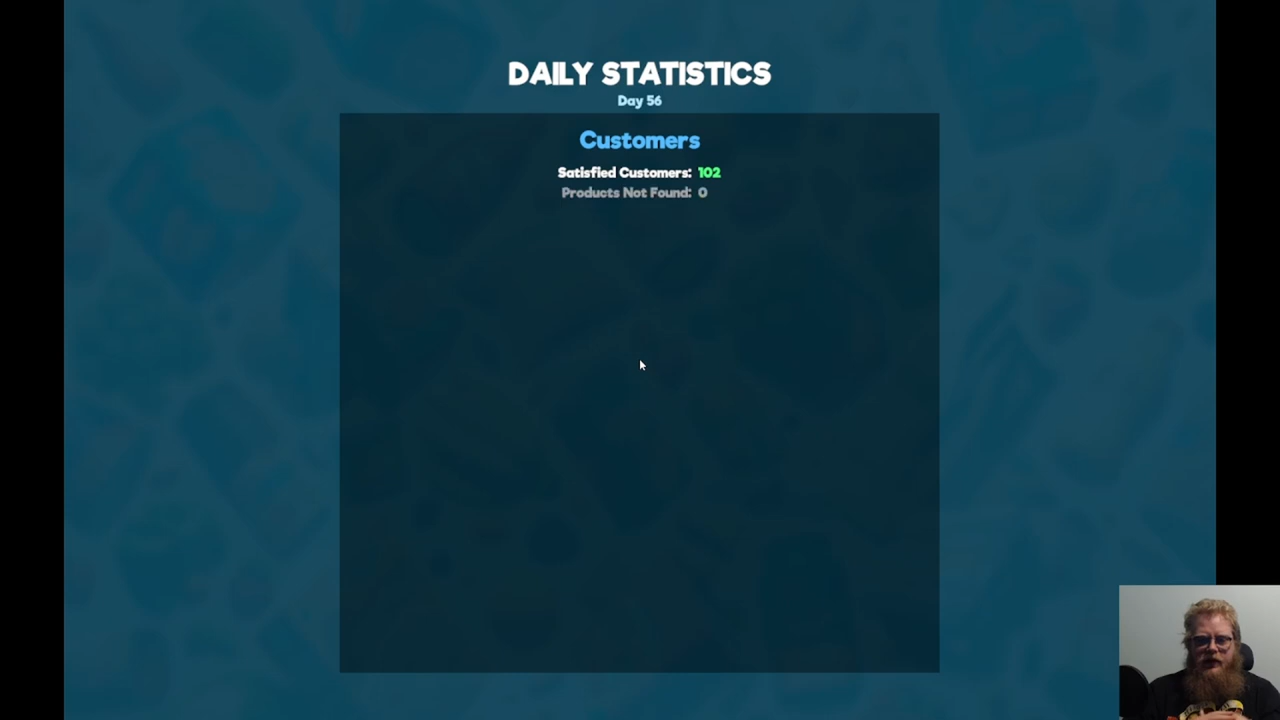 DAILY STATISTICS
Day 56
Customers
Satisfied Customers: 102
Products Not Found: 0